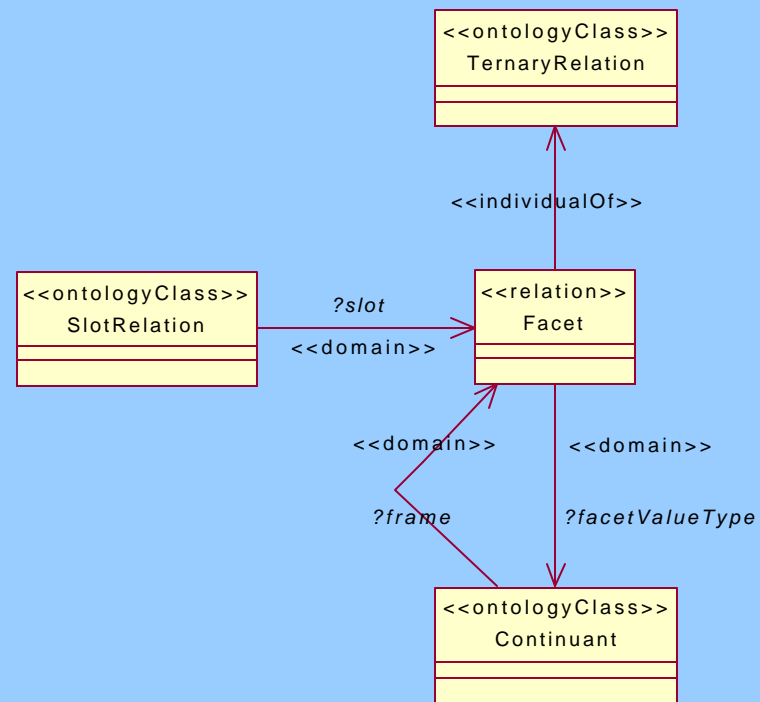 <<ontologyClass>>
TernaryRelation
<<individualOf>>
<<ontologyClass>>
SlotRelation
?slot
<<domain>>
<<relation>>
Facet
<<domain>>
<<domain>>
?frame
?facetValueType
<<ontologyClass>>
Continuant